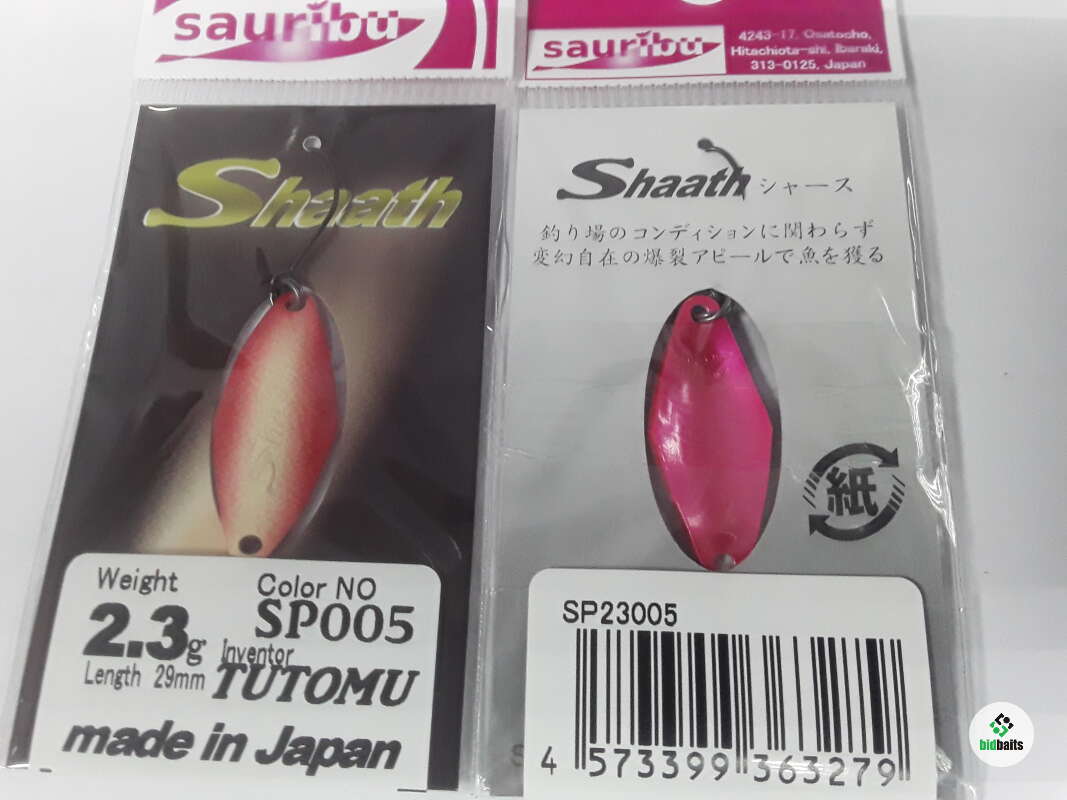 sauribu
Shaath
Weight
2.3g
Length 29mm
Color NO
SP005
Inventor
TUTOMU
made in Japan
sauribu
4243-17, Osatocho,
Hitachiota-shi, Ibaraki,
313-0125, Japan
Shaath シャース
釣り場のコンディションに関わらず
変幻自在の爆裂アピールで魚を獲る
紙
SP23005
4 573399 363279
bidbaits